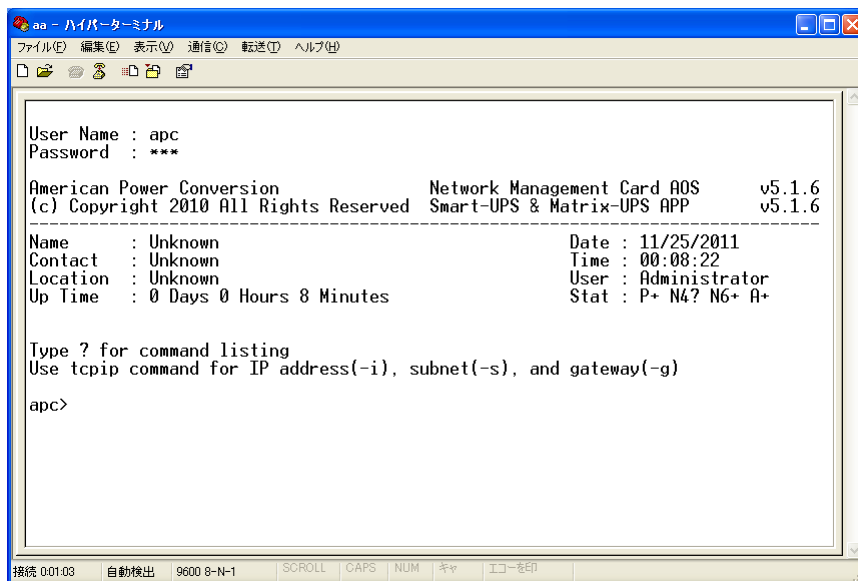 aa - ハイパーターミナル
ファイル(F) 編集(E) 表示(V) 通信(C) 転送(T) ヘルプ(H)
User Name : apc
Password : ***
American Power Conversion Network Management Card AOS v5.1.6
(c) Copyright 2010 All Rights Reserved Smart-UPS & Matrix-UPS APP v5.1.6
-------------------------------------------------------------------------------
Name : Unknown Date : 11/25/2011
Contact : Unknown Time : 00:08:22
Location : Unknown User : Administrator
Up Time : 0 Days 0 Hours 8 Minutes Stat : P+ N4? N6+ A+
Type ? for command listing
Use tcpip command for IP address(-i), subnet(-s), and gateway(-g)
apc>
接続 0:01:03 自動検出 9600 8-N-1 SCROLL CAPS NUM キャ エコーを印